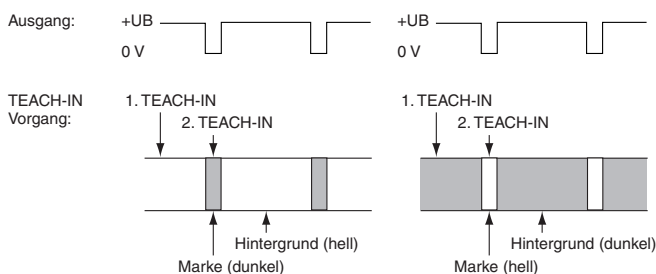 Ausgang:
+UB
0 V
+UB
0 V
TEACH-IN
Vorgang:
1. TEACH-IN
2. TEACH-IN
1. TEACH-IN
2. TEACH-IN
Hintergrund (hell)
Marke (dunkel)
Hintergrund (dunkel)
Marke (hell)